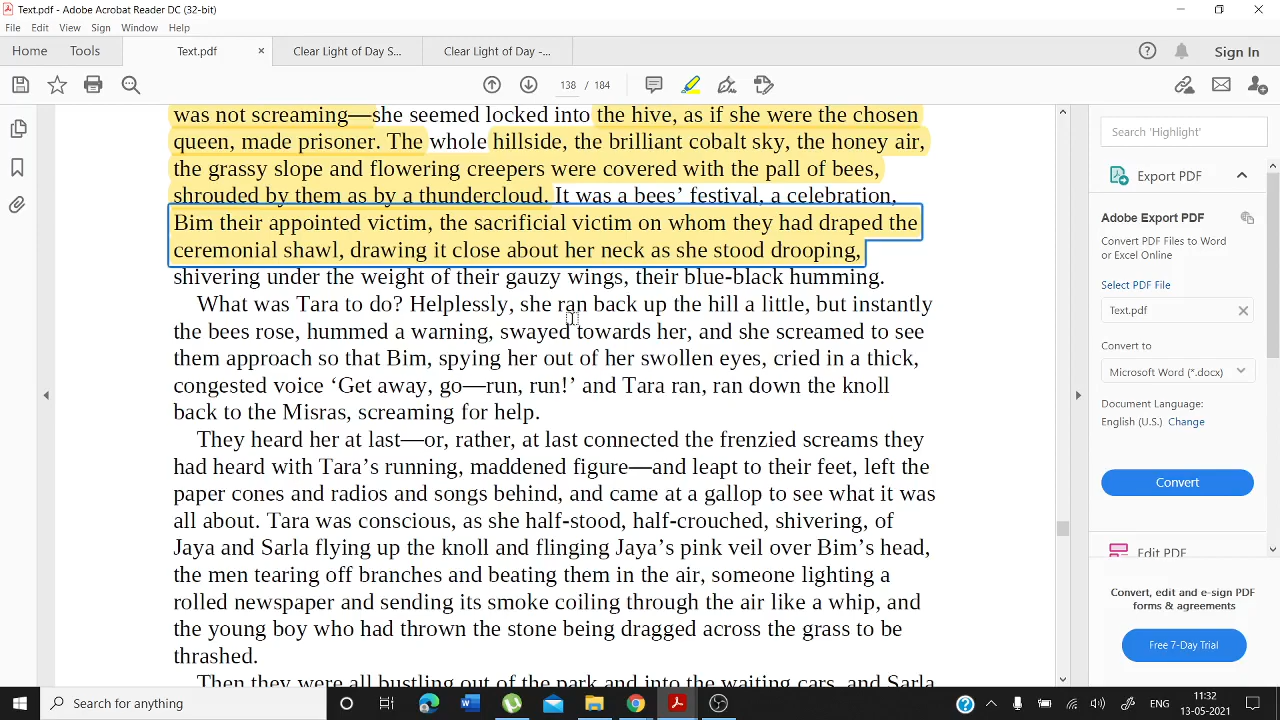 Text.pdf - Adobe Acrobat Reader DC (32-bit)
File Edit View Sign Window Help
Home Tools Text.pdf × Clear Light of Day S... Clear Light of Day -... Sign In
138 / 184
was not screaming—she seemed locked into the hive, as if she were the chosen
queen, made prisoner. The whole hillside, the brilliant cobalt sky, the honey air,
the grassy slope and flowering creepers were covered with the pall of bees,
shrouded by them as by a thundercloud. It was a bees’ festival, a celebration,
Bim their appointed victim, the sacrificial victim on whom they had draped the
ceremonial shawl, drawing it close about her neck as she stood drooping,
shivering under the weight of their gauzy wings, their blue-black humming.
What was Tara to do? Helplessly, she ran back up the hill a little, but instantly
the bees rose, hummed a warning, swayed towards her, and she screamed to see
them approach so that Bim, spying her out of her swollen eyes, cried in a thick,
congested voice ‘Get away, go—run, run!’ and Tara ran, ran down the knoll
back to the Misras, screaming for help.
They heard her at last—or, rather, at last connected the frenzied screams they
had heard with Tara’s running, maddened figure—and leapt to their feet, left the
paper cones and radios and songs behind, and came at a gallop to see what it was
all about. Tara was conscious, as she half-stood, half-crouched, shivering, of
Jaya and Sarla flying up the knoll and flinging Jaya’s pink veil over Bim’s head,
the men tearing off branches and beating them in the air, someone lighting a
rolled newspaper and sending its smoke coiling through the air like a whip, and
the young boy who had thrown the stone being dragged across the grass to be
thrashed.
Then they were all bustling out of the park and into the waiting cars, and Sarla
Search 'Highlight'
Export PDF
Adobe Export PDF
Convert PDF Files to Word
or Excel Online
Select PDF File
Text.pdf
Convert to
Microsoft Word (*.docx)
Document Language:
English (U.S.) Change
Convert
Edit PDF
Convert, edit and e-sign PDF
forms & agreements
Free 7-Day Trial
Search for anything
ENG
11:32
13-05-2021